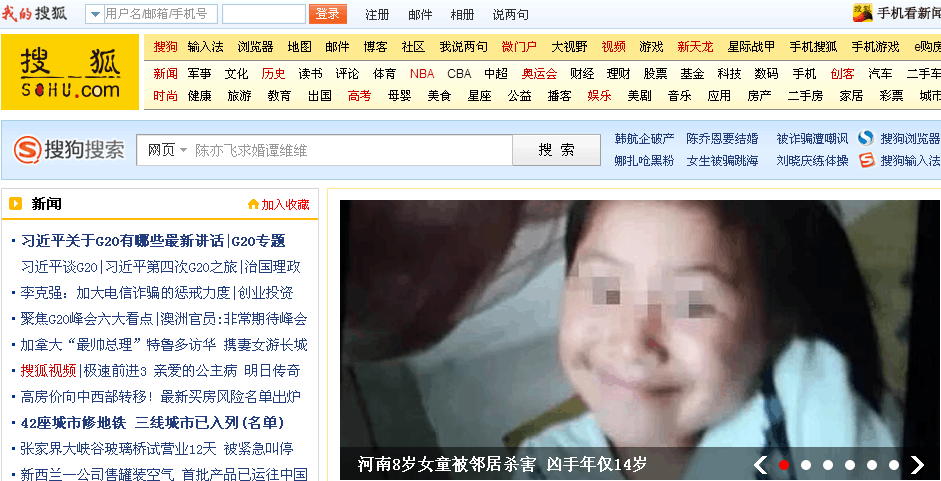 我的搜狐 用户名/邮箱/手机号 登录 注册 邮件 相册 说两句 手机看新闻
搜狐 SOHU.com
搜狗 输入法 浏览器 地图 邮件 博客 社区 我说两句 微门户 大视野 视频 游戏 新天龙 星际战甲 手机搜狐 手机游戏 e购房
新闻 军事 文化 历史 读书 评论 体育 NBA CBA 中超 奥运会 财经 理财 股票 基金 科技 数码 手机 创客 汽车 二手车
时尚 健康 旅游 教育 出国 高考 母婴 美食 星座 公益 播客 娱乐 美剧 音乐 应用 房产 二手房 家居 彩票 城市
搜狗搜索 网页 陈亦飞求婚谭维维 搜 索
韩航企破产 陈乔恩要结婚 被诈骗遭嘲讽 搜狗浏览器
娜扎呛黑粉 女生被骗跳海 刘晓庆练体操 搜狗输入法
新闻 加入收藏
习近平关于G20有哪些最新讲话|G20专题
习近平谈G20|习近平第四次G20之旅|治国理政
李克强：加大电信诈骗的惩戒力度|创业投资
聚焦G20峰会六大看点|澳洲官员:非常期待峰会
加拿大“最帅总理”特鲁多访华 携妻女游长城
搜狐视频|极速前进3 亲爱的公主病 明日传奇
高房价向中西部转移！最新买房风险名单出炉
42座城市修地铁 三线城市已入列(名单)
张家界大峡谷玻璃桥试营业12天 被紧急叫停
新西兰一公司售罐装空气 首批产品已运往中国
河南8岁女童被邻居杀害 凶手年仅14岁